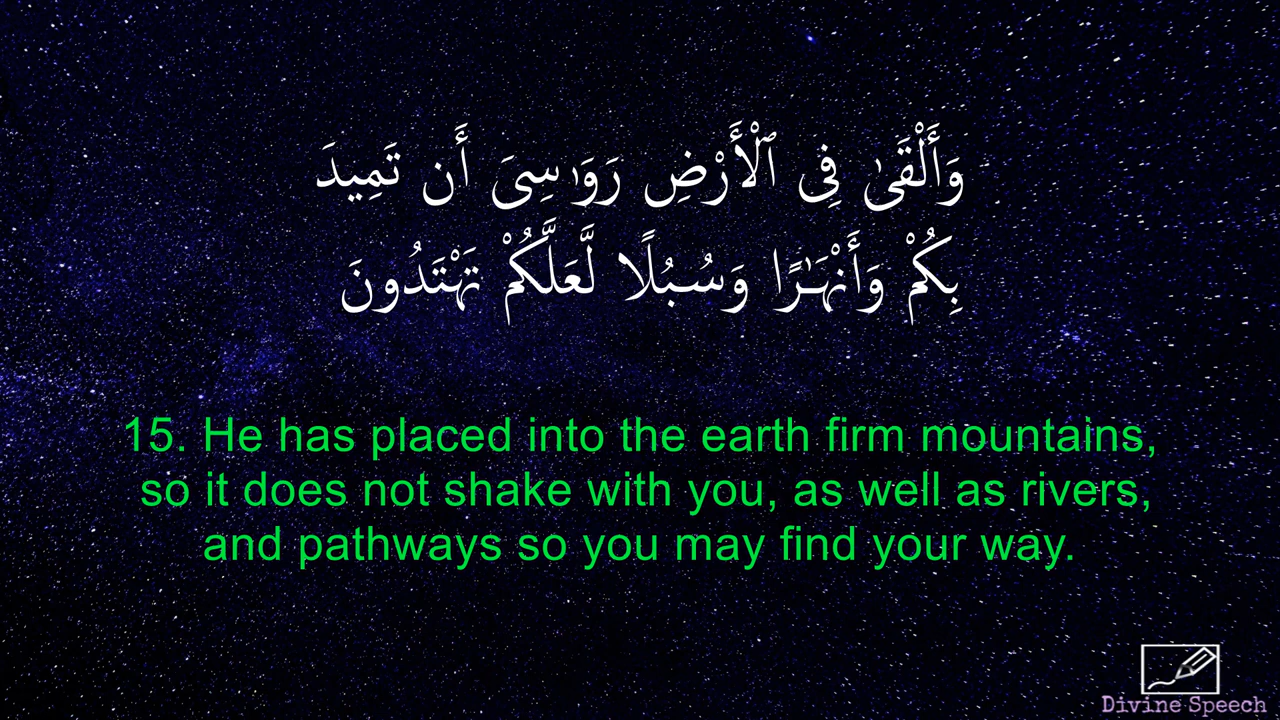 وَأَلْقَىٰ فِى ٱلْأَرْضِ رَوَٰسِىَ أَن تَمِيدَ
بِكُمْ وَأَنْهَـٰرًا وَسُبُلًا لَّعَلَّكُمْ تَهْتَدُونَ
15. He has placed into the earth firm mountains,
so it does not shake with you, as well as rivers,
and pathways so you may find your way.
Divine Speech